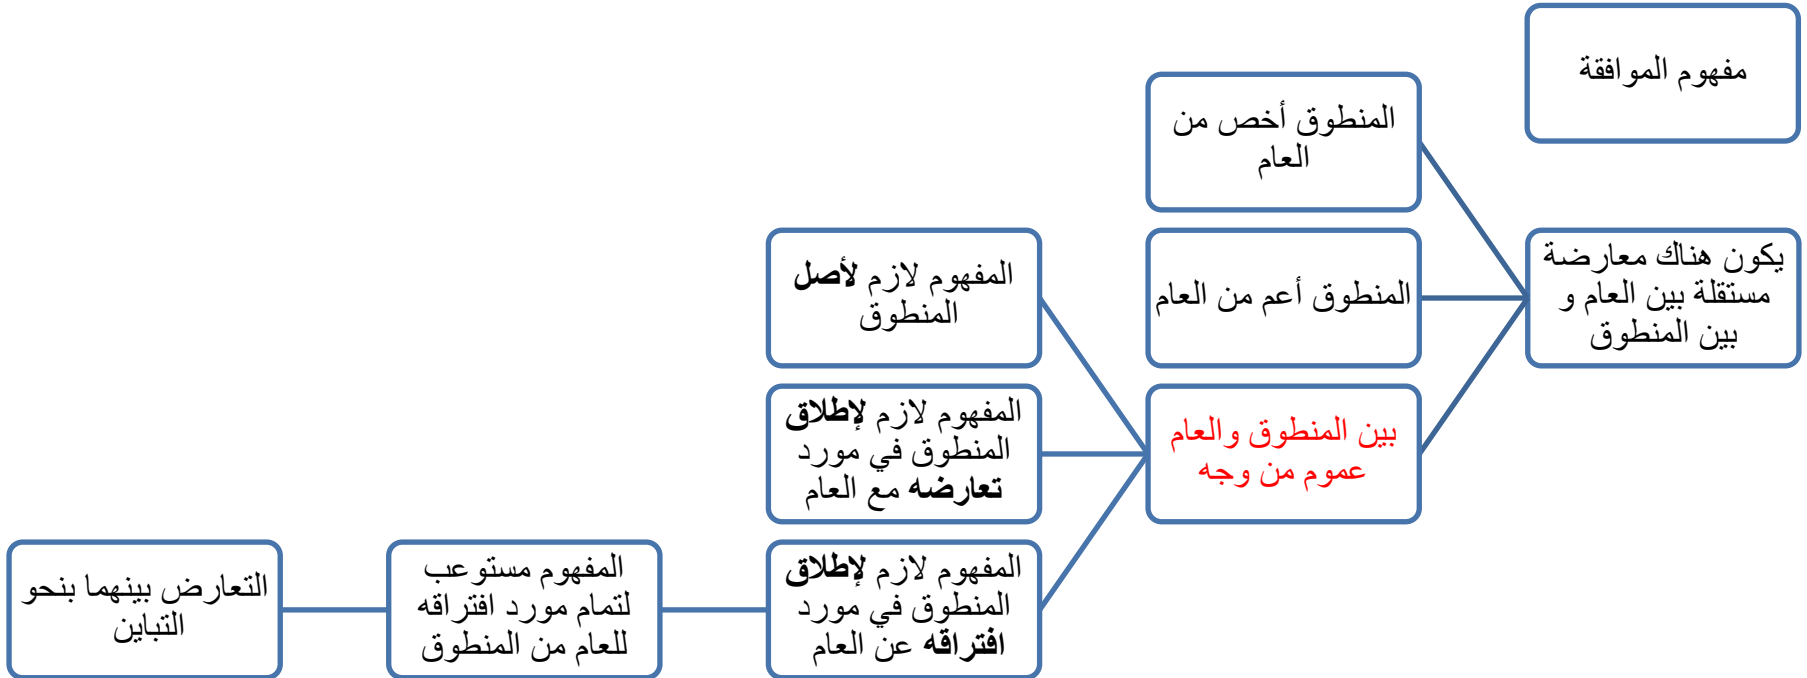 مفهوم الموافقة
يكون هناك معارضة
مستقلة بين العام و
بين المنطوق
المنطوق أخص من
العام
المنطوق أعم من العام
بين المنطوق والعام
عموم من وجه
المفهوم لازم لأصل
المنطوق
المفهوم لازم لإطلاق
المنطوق في مورد
تعارضه مع العام
المفهوم لازم لإطلاق
المنطوق في مورد
افتراقه عن العام
المفهوم مستوعب
لتمام مورد افتراقه
للعام من المنطوق
التعارض بينهما بنحو
التباين